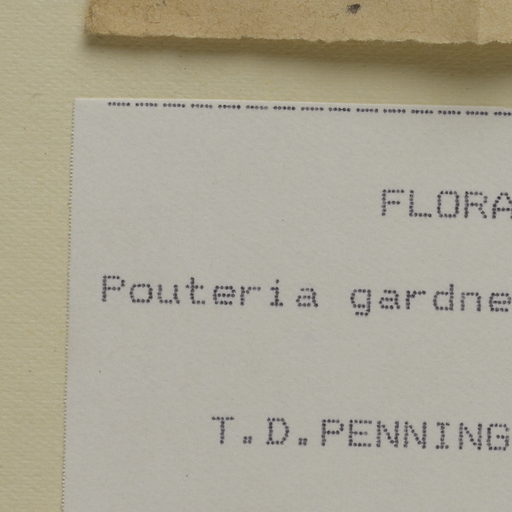 FLORA
Pouteria gardne
T.D.PENNING